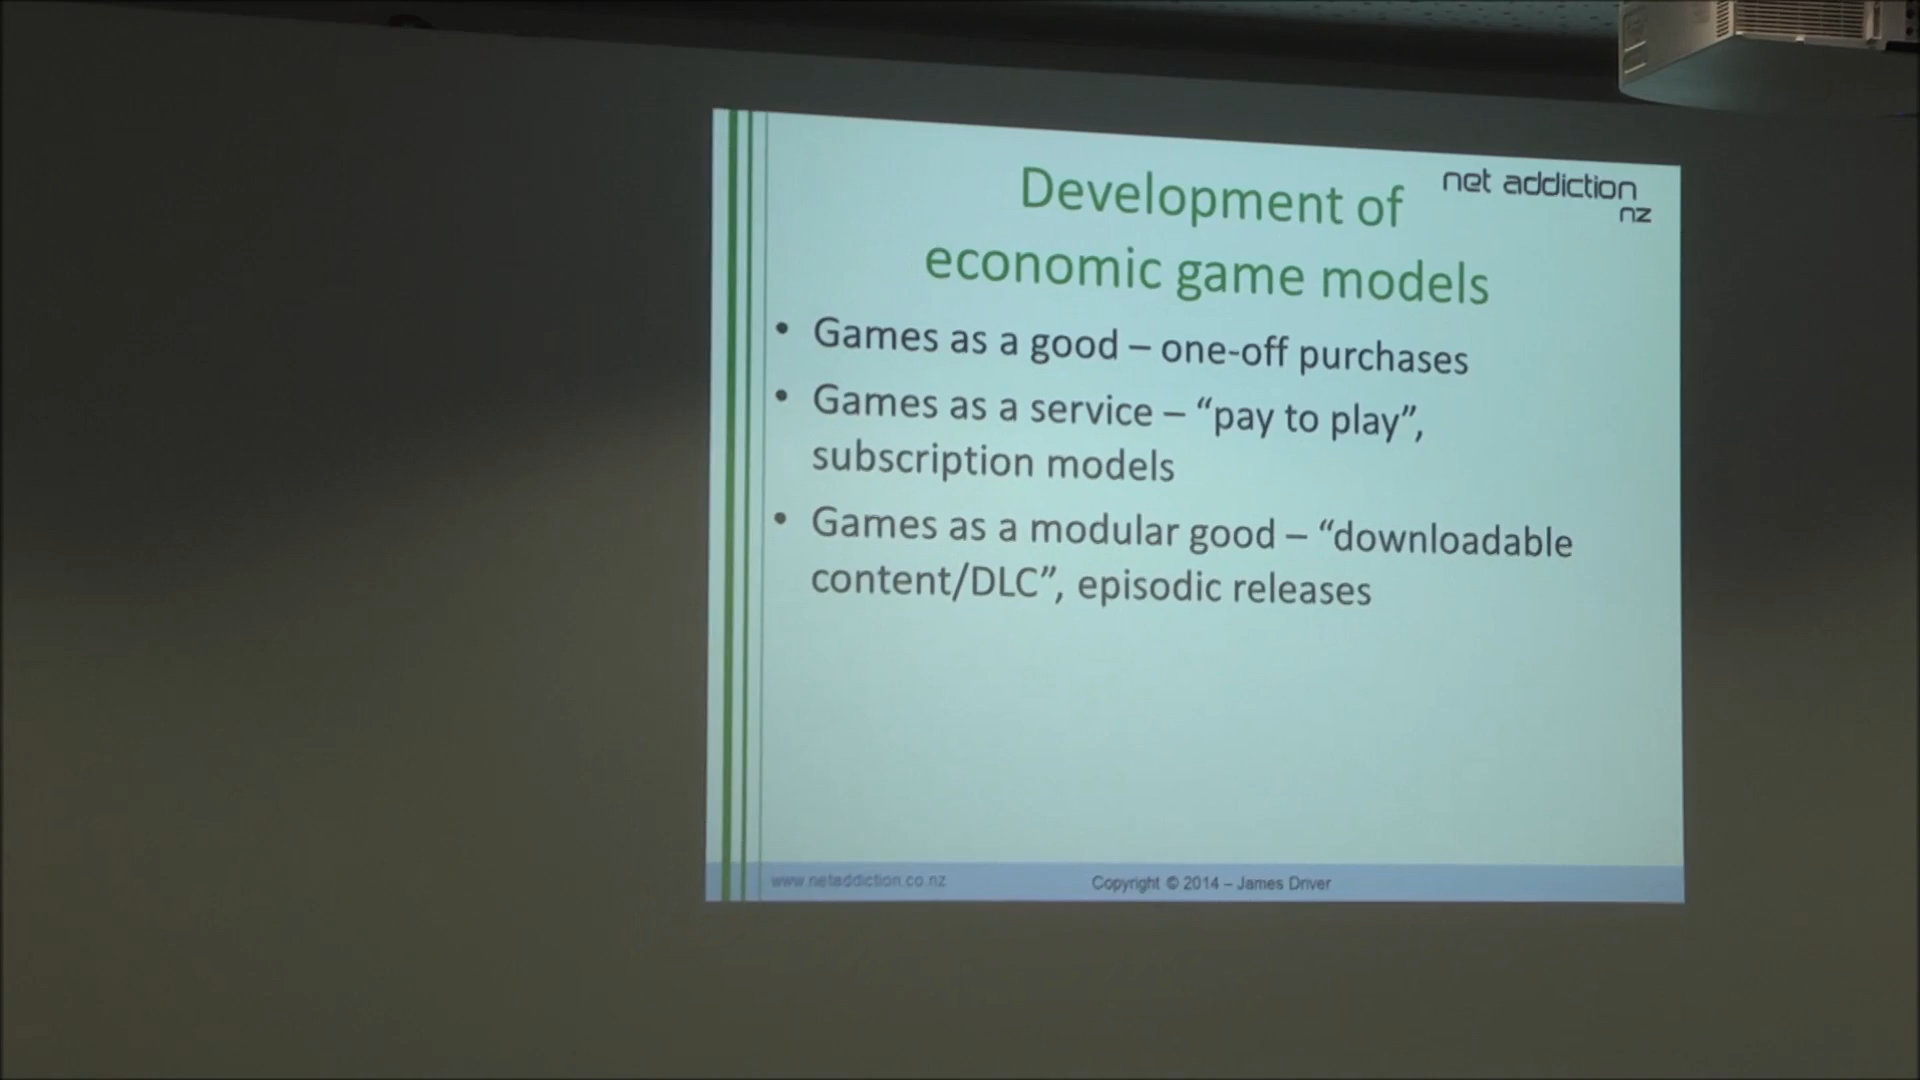 net addiction
nz
Development of
economic game models
• Games as a good – one-off purchases
• Games as a service – “pay to play”,
subscription models
• Games as a modular good – “downloadable
content/DLC”, episodic releases
www.netaddiction.co.nz
Copyright © 2014 – James Driver